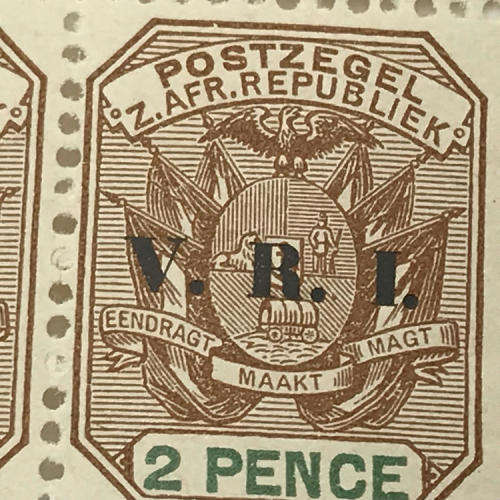 POSTZEGEL
Z.AFR.REPUBLIEK
V. R. I.
EENDRAGT
MAAKT
MAGT
2 PENCE